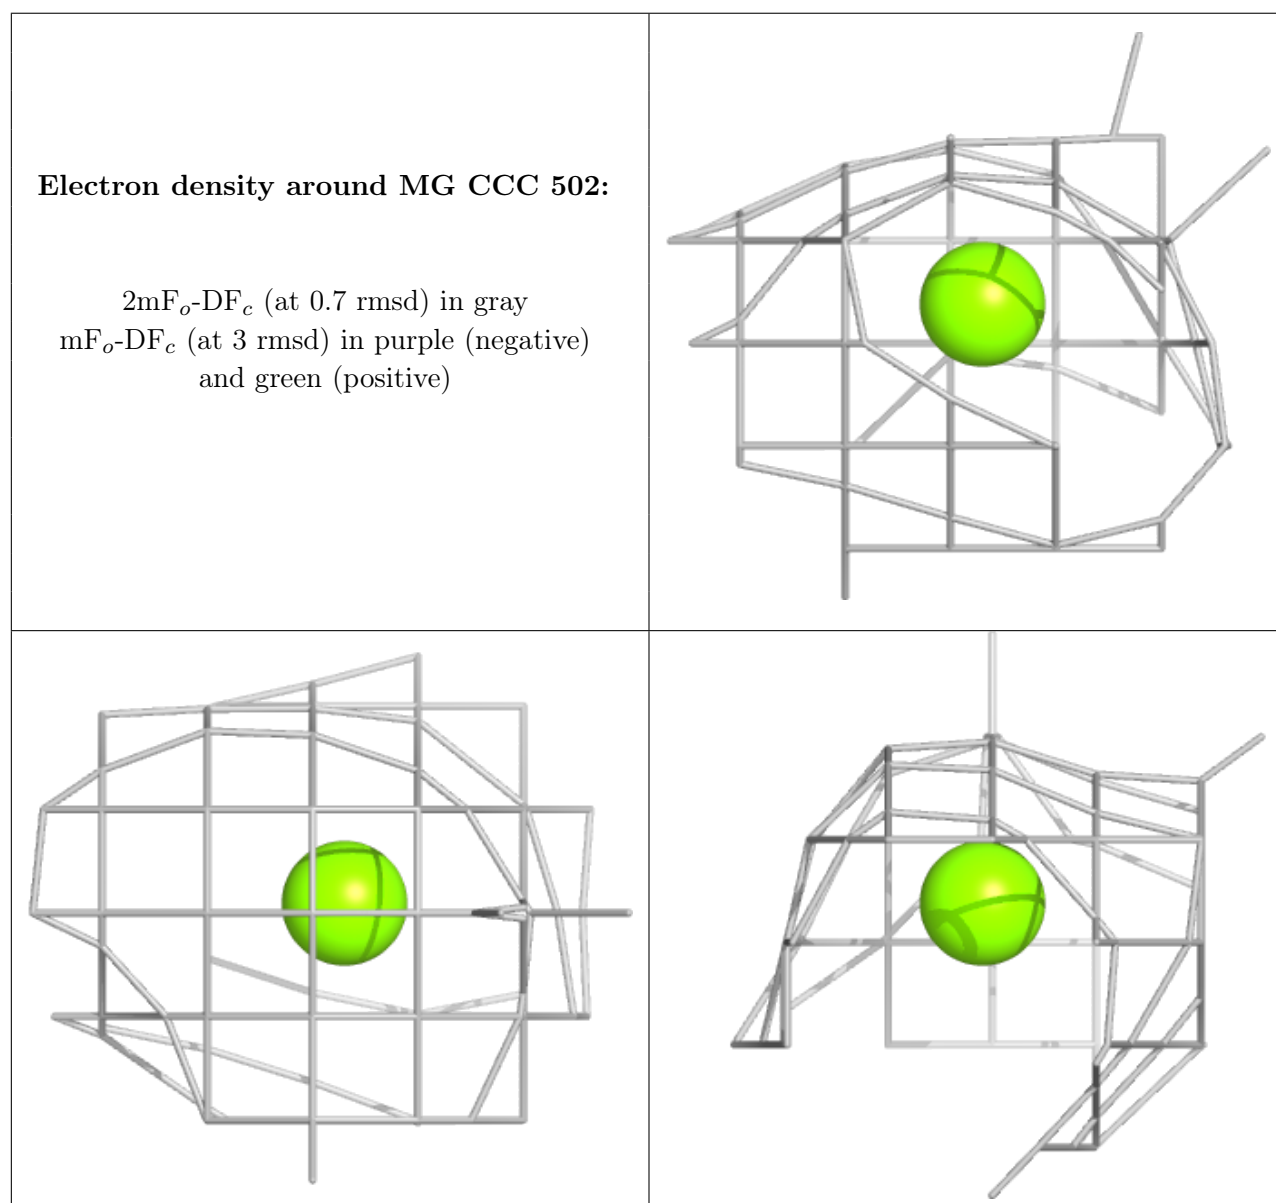 Electron density around MG CCC 502:
2mFo-DFc (at 0.7 rmsd) in gray
mFo-DFc (at 3 rmsd) in purple (negative)
and green (positive)